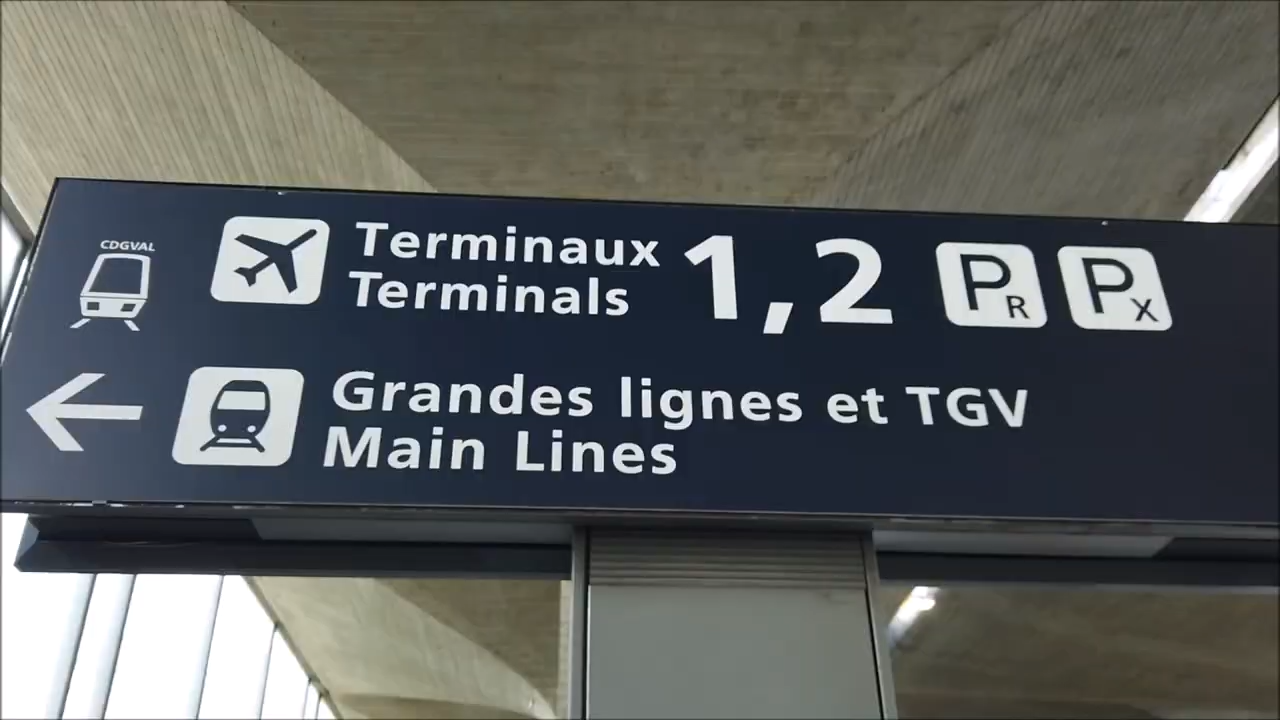 CDGVAL
Terminaux 1,2 PR PX
Terminals
Grandes lignes et TGV
Main Lines